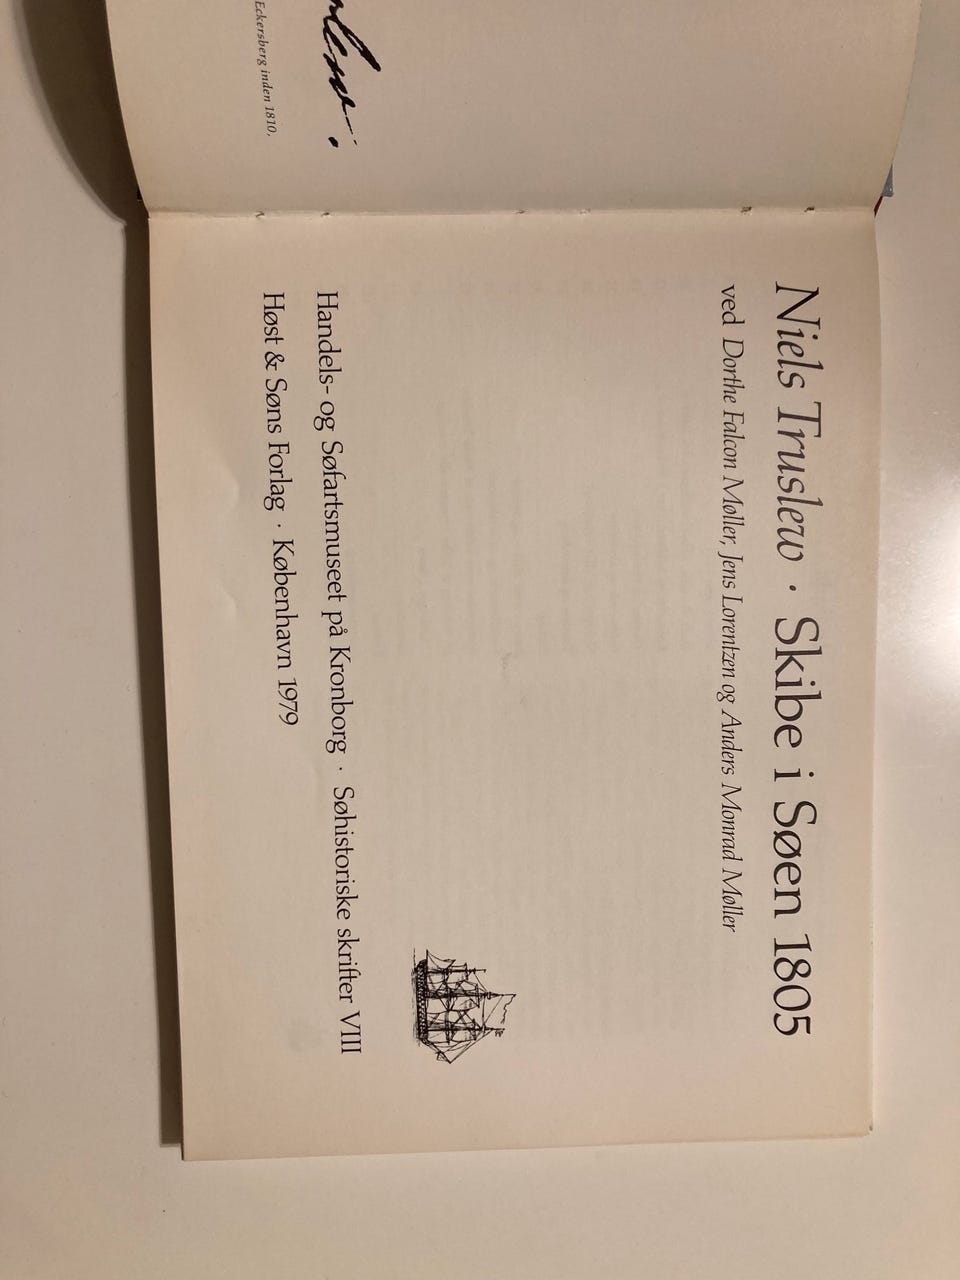 Eckersberg inden 1810.
Niels Truslew · Skibe i Søen 1805
ved Dorthe Falcon Møller, Jens Lorentzen og Anders Monrad Møller
Handels- og Søfartsmuseet på Kronborg · Søhistoriske skrifter VIII
Høst & Søns Forlag · København 1979